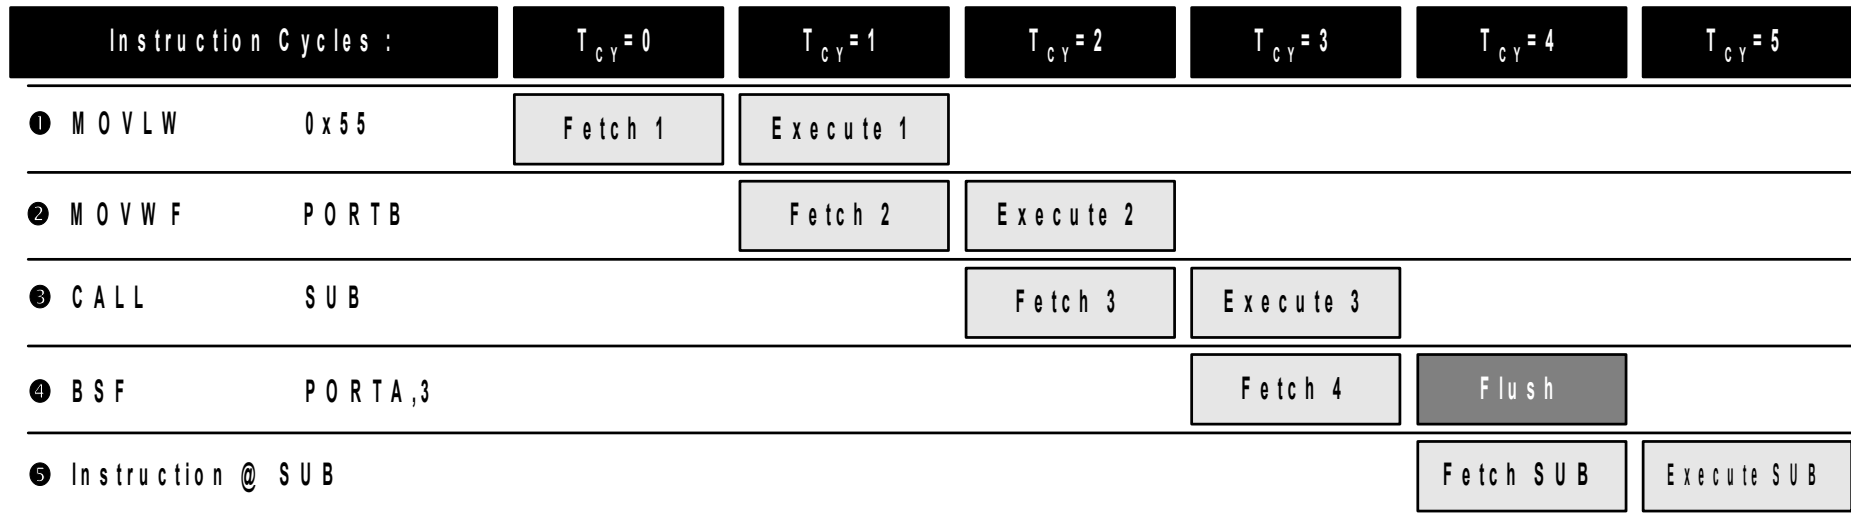 Instruction Cycles : TCY=0 TCY=1 TCY=2 TCY=3 TCY=4 TCY=5
❶ MOVLW 0x55 Fetch 1 Execute 1
❷ MOVWF PORTB Fetch 2 Execute 2
❸ CALL SUB Fetch 3 Execute 3
❹ BSF PORTA,3 Fetch 4 Flush
❺ Instruction @ SUB Fetch SUB Execute SUB